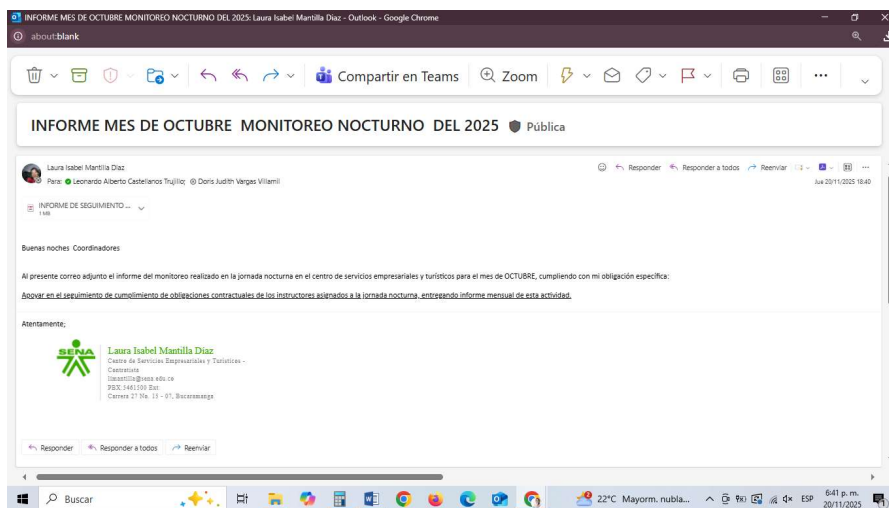 INFORME MES DE OCTUBRE MONITOREO NOCTURNO DEL 2025: Laura Isabel Mantilla Diaz - Outlook - Google Chrome
about:blank
Compartir en Teams Zoom
INFORME MES DE OCTUBRE MONITOREO NOCTURNO DEL 2025 Pública
Laura Isabel Mantilla Diaz
Responder Responder a todos Reenviar
Para: Leonardo Alberto Castellanos Trujillo; Doris Judith Vargas Villamil
Jue 20/11/2025 18:40
INFORME DE SEGUIMIENTO ...
1 MB
Buenas noches Coordinadores
Al presente correo adjunto el informe del monitoreo realizado en la jornada nocturna en el centro de servicios empresariales y turísticos para el mes de OCTUBRE, cumpliendo con mi obligación específica:
Apoyar en el seguimiento de cumplimiento de obligaciones contractuales de los instructores asignados a la jornada nocturna, entregando informe mensual de esta actividad.
Atentamente;
SENA
Laura Isabel Mantilla Diaz
Centro de Servicios Empresariales y Turísticos -
Contratista
limantilla@sena.edu.co
PBX 5461500 Ext
Carrera 27 No. 15 - 07, Bucaramanga
Responder Responder a todos Reenviar
Buscar
22°C Mayorm. nubla...
ESP
6:41 p. m.
20/11/2025